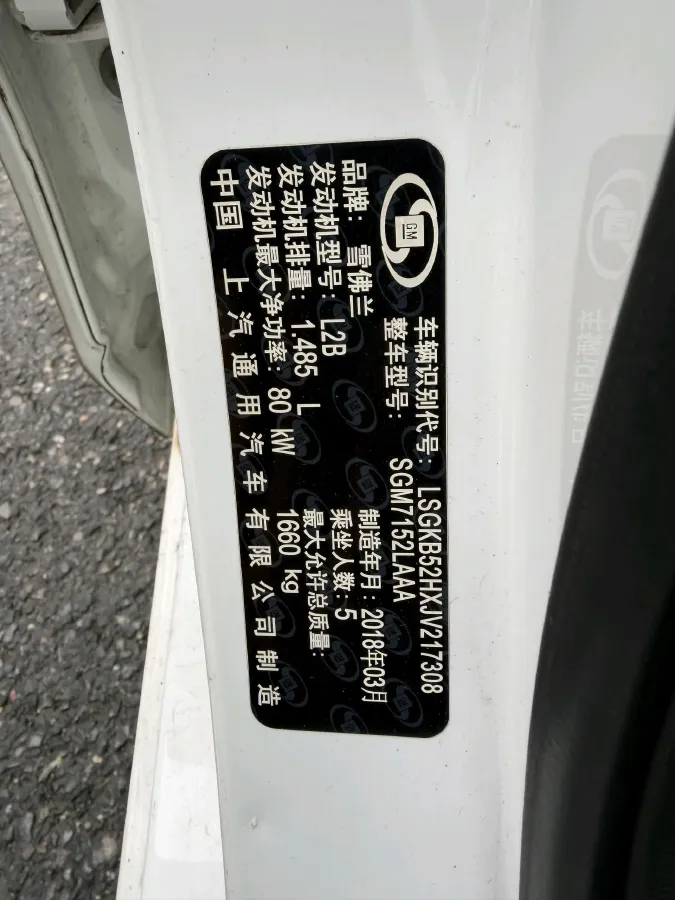 GM
车辆识别代号: LSGKB52HXJV217308
整车型号: SGM7152LAAA
品牌: 雪佛兰 制造年月: 2018年03月
发动机型号: L2B 乘坐人数: 5
发动机排量: 1.485 L 最大允许总质量:
发动机最大净功率: 80 kW 1660 kg
中国 上汽通用汽车有限公司制造